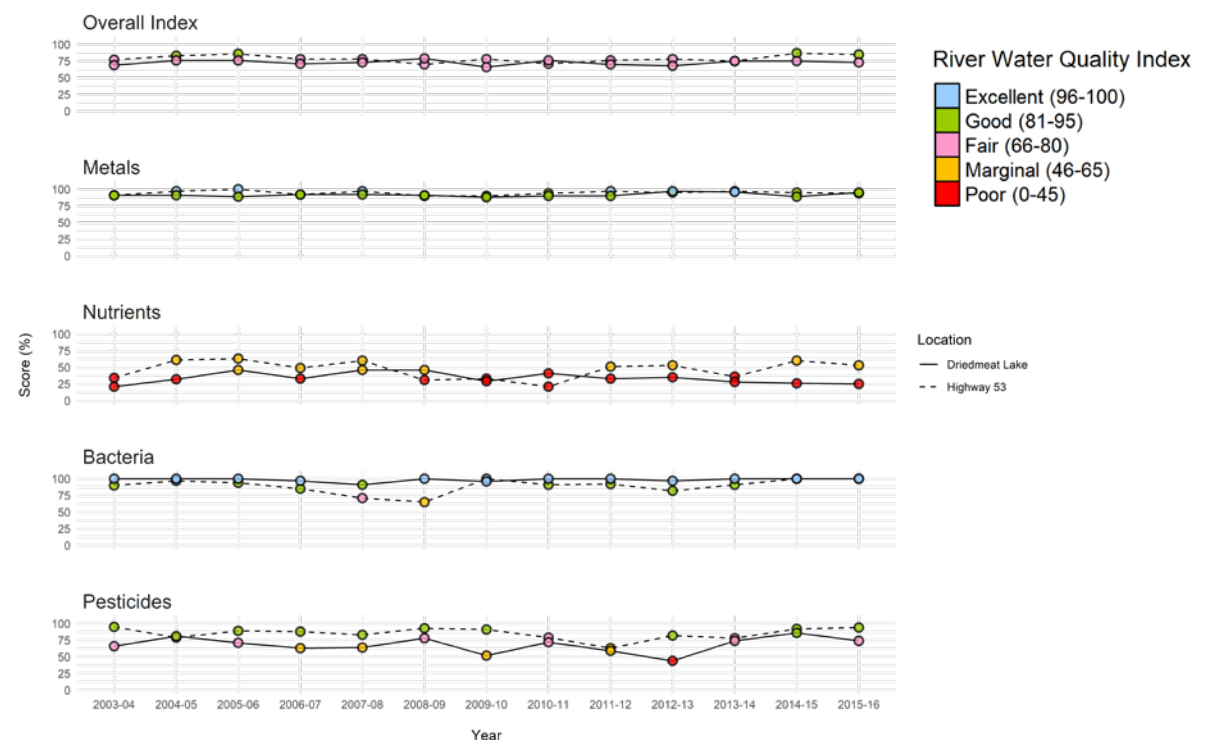 Overall Index
100
75
50
25
0
River Water Quality Index
Excellent (96-100)
Good (81-95)
Fair (66-80)
Marginal (46-65)
Poor (0-45)
Metals
100
75
50
25
0
Nutrients
100
75
50
25
0
Score (%)
Location
Driedmeat Lake
Highway 53
Bacteria
100
75
50
25
0
Pesticides
100
75
50
25
0
2003-04 2004-05 2005-06 2006-07 2007-08 2008-09 2009-10 2010-11 2011-12 2012-13 2013-14 2014-15 2015-16
Year